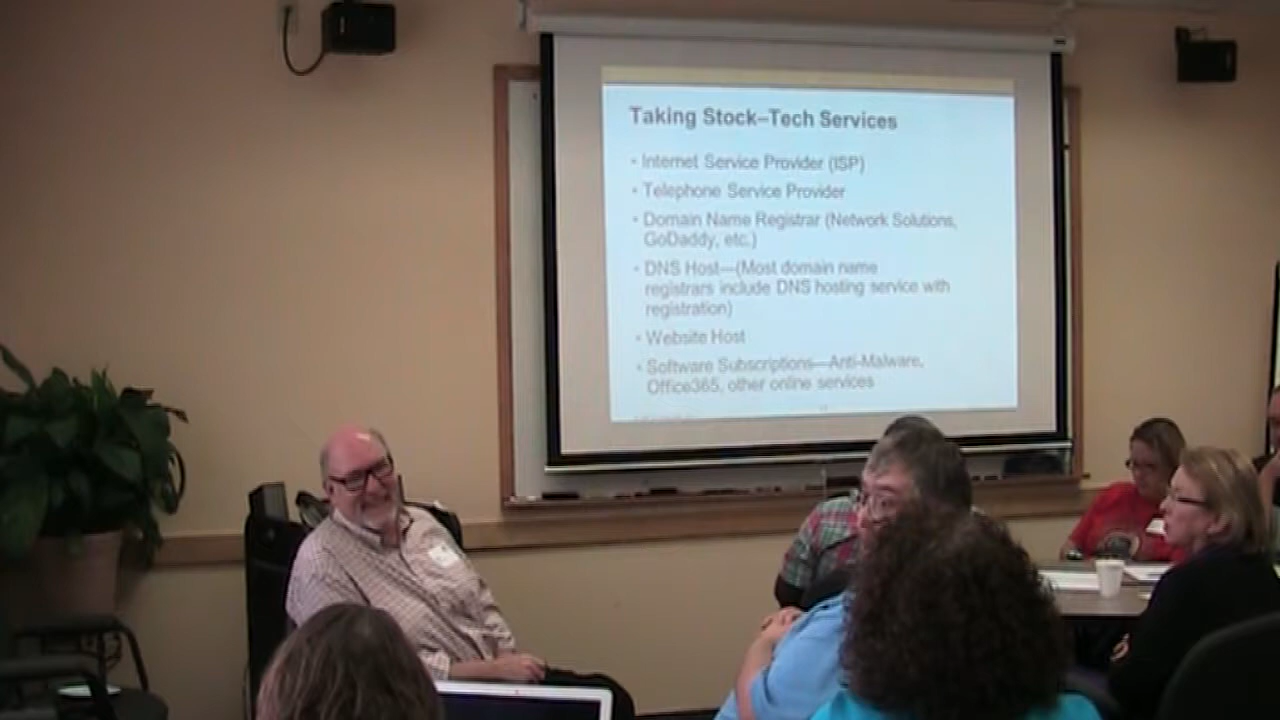 Taking Stock–Tech Services
• Internet Service Provider (ISP)
• Telephone Service Provider
• Domain Name Registrar (Network Solutions,
GoDaddy, etc.)
• DNS Host—(Most domain name
registrars include DNS hosting service with
registration)
• Website Host
• Software Subscriptions—Anti-Malware,
Office365, other online services